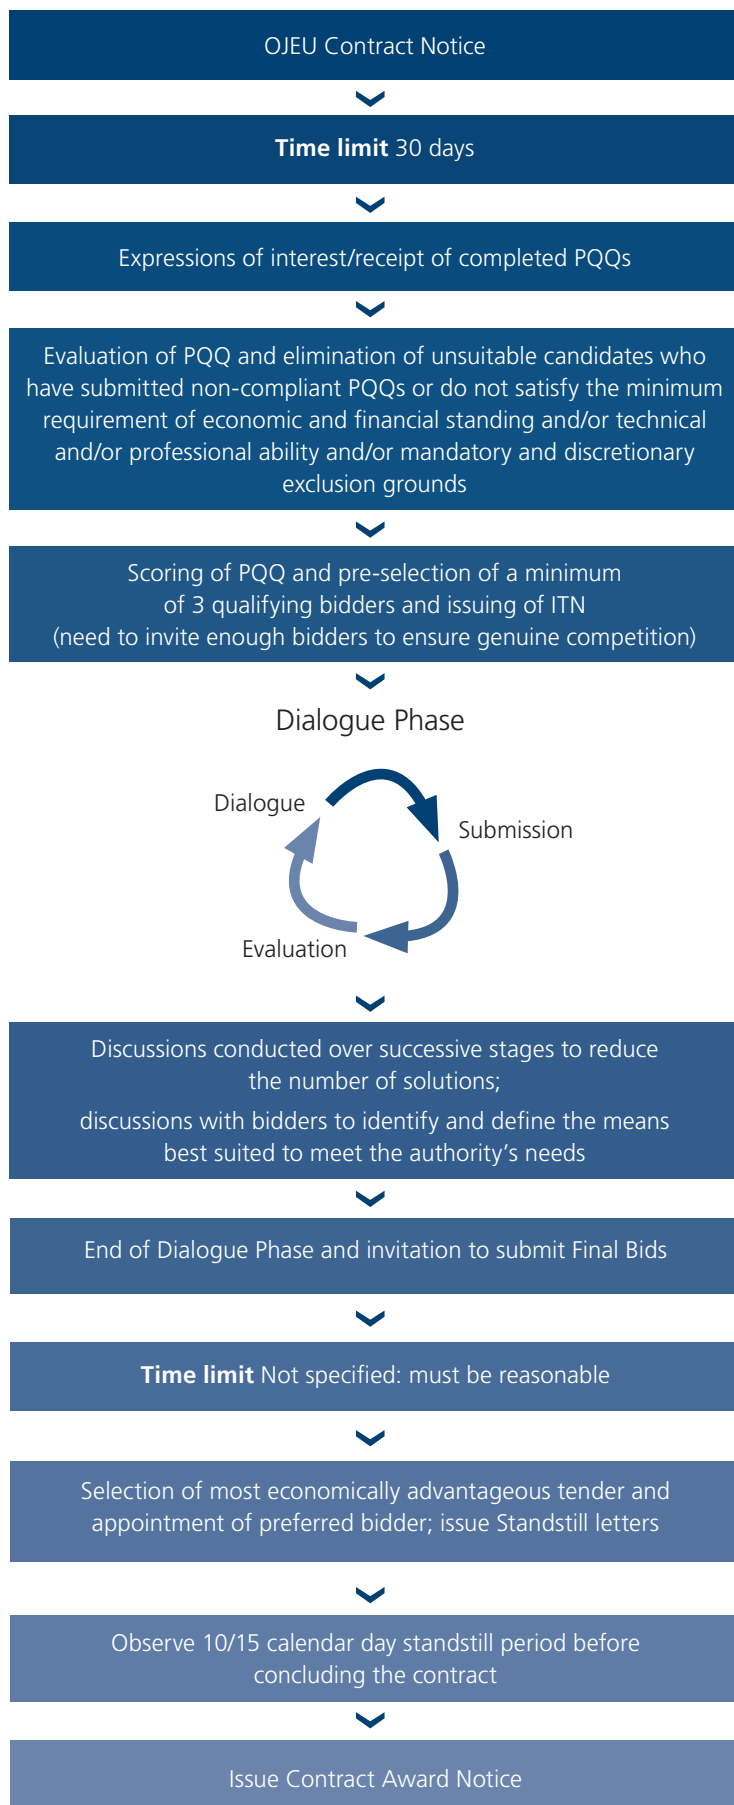 OJEU Contract Notice
Time limit 30 days
Expressions of interest/receipt of completed PQQs
Evaluation of PQQ and elimination of unsuitable candidates who
have submitted non-compliant PQQs or do not satisfy the minimum
requirement of economic and financial standing and/or technical
and/or professional ability and/or mandatory and discretionary
exclusion grounds
Scoring of PQQ and pre-selection of a minimum
of 3 qualifying bidders and issuing of ITN
(need to invite enough bidders to ensure genuine competition)
Dialogue Phase
Dialogue
Submission
Evaluation
Discussions conducted over successive stages to reduce
the number of solutions;
discussions with bidders to identify and define the means
best suited to meet the authority’s needs
End of Dialogue Phase and invitation to submit Final Bids
Time limit Not specified: must be reasonable
Selection of most economically advantageous tender and
appointment of preferred bidder; issue Standstill letters
Observe 10/15 calendar day standstill period before
concluding the contract
Issue Contract Award Notice